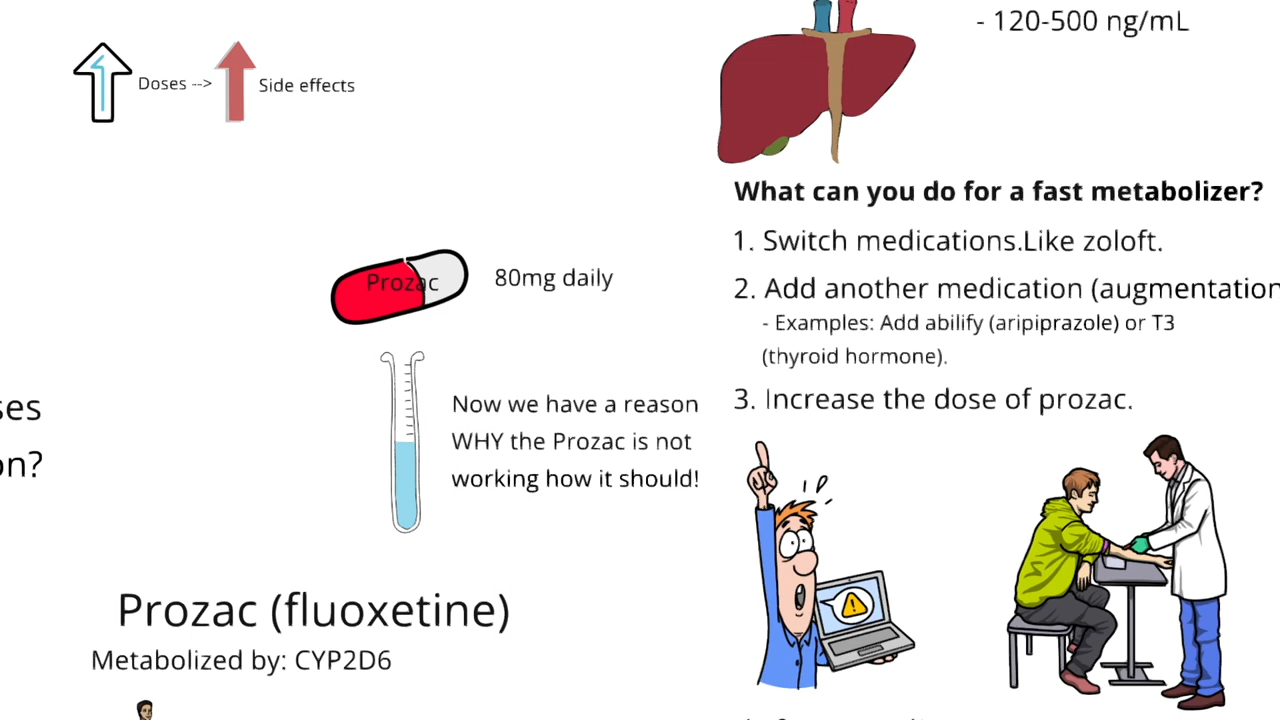 - 120-500 ng/mL
Doses --> Side effects
What can you do for a fast metabolizer?
1. Switch medications.Like zoloft.
Prozac 80mg daily
2. Add another medication (augmentation
- Examples: Add abilify (aripiprazole) or T3
(thyroid hormone).
3. Increase the dose of prozac.
Now we have a reason
WHY the Prozac is not
working how it should!
Prozac (fluoxetine)
Metabolized by: CYP2D6